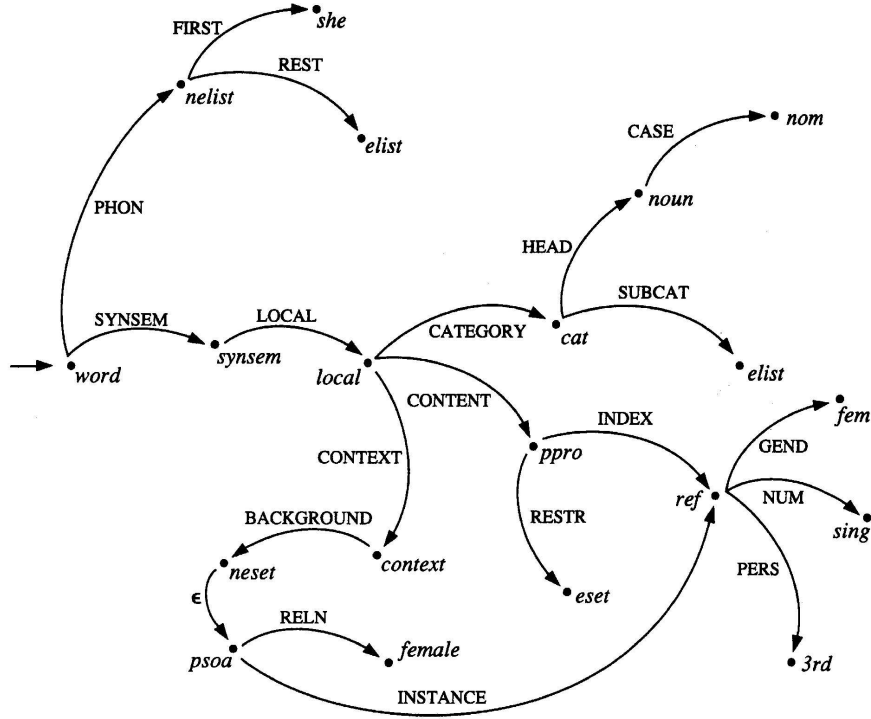 FIRST
she
REST
nelist
elist
CASE
nom
noun
PHON
HEAD
SYNSEM
LOCAL
CATEGORY
SUBCAT
cat
synsem
word
local
elist
CONTENT
fem
INDEX
GEND
CONTEXT
ppro
ref
NUM
BACKGROUND
RESTR
sing
neset
context
PERS
ϵ
eset
RELN
psoa
female
3rd
INSTANCE